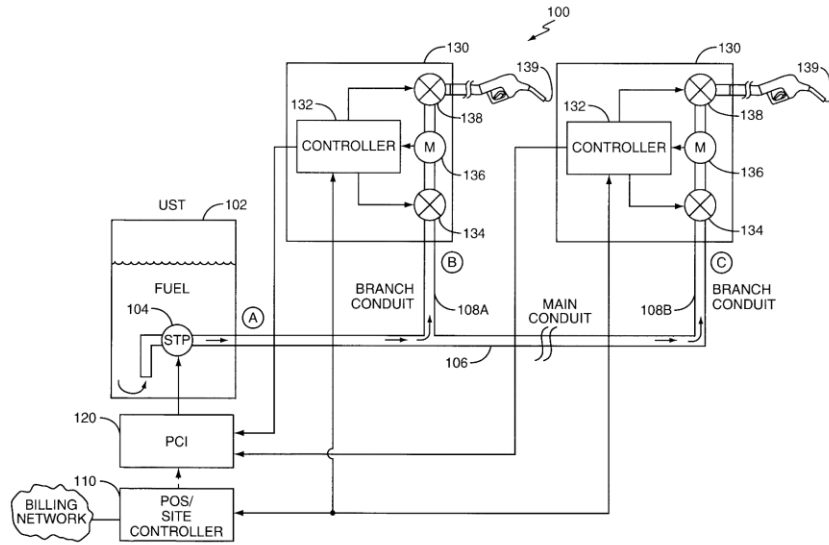 100
130
130
139
139
132
132
138
138
CONTROLLER
M
CONTROLLER
M
136
136
UST
102
134
134
B
C
FUEL
BRANCH
CONDUIT
108A
MAIN
CONDUIT
108B
BRANCH
CONDUIT
104
A
STP
106
120
PCI
110
BILLING
NETWORK
POS/
SITE
CONTROLLER